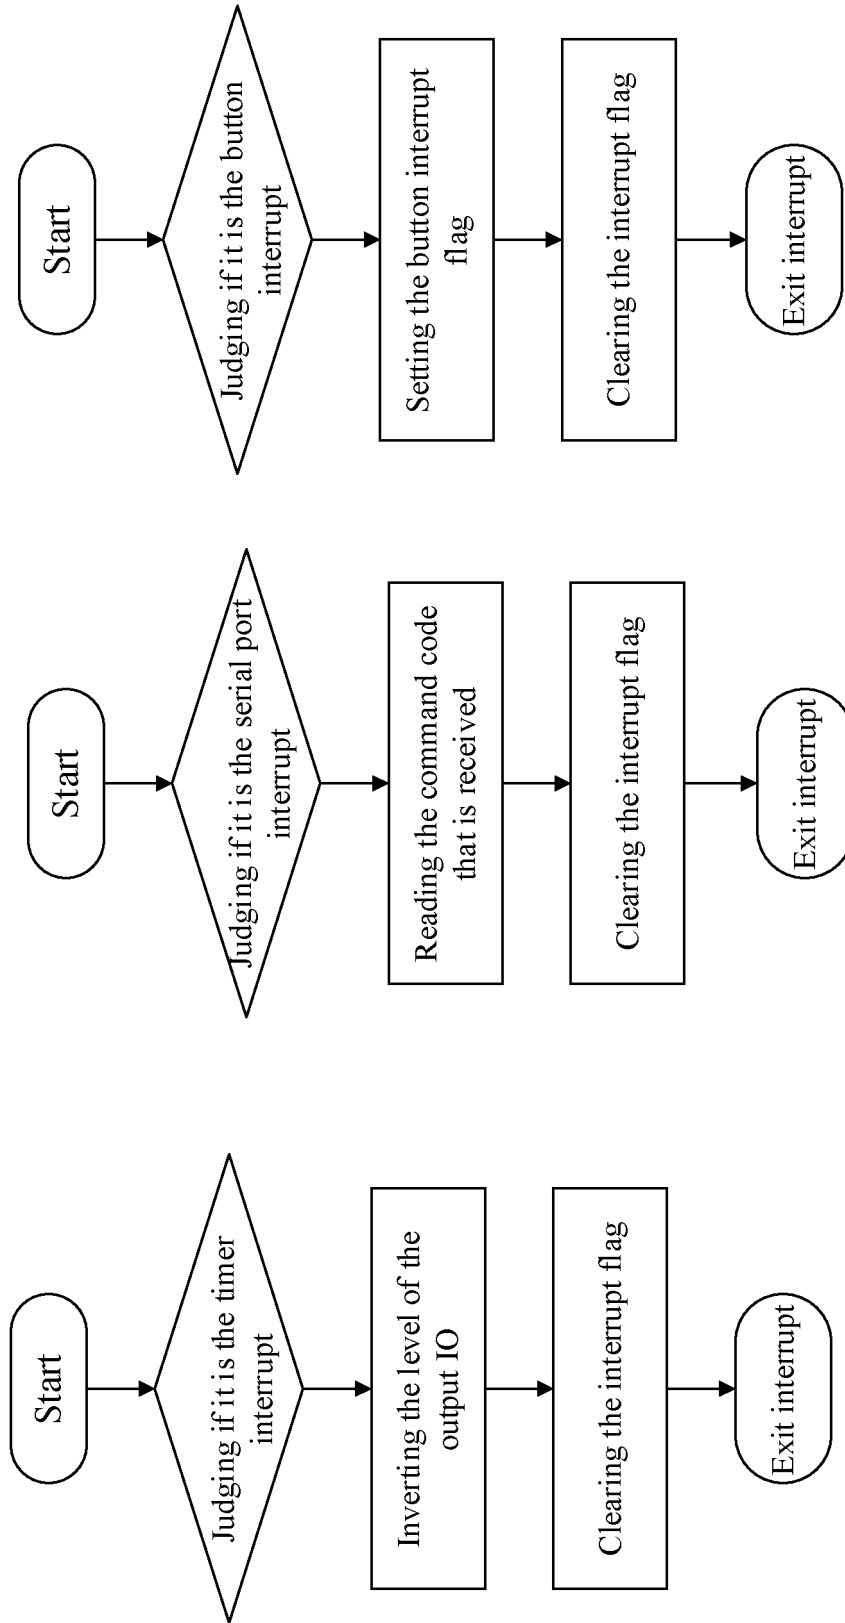 Start
Judging if it is the timer
interrupt
Inverting the level of the
output IO
Clearing the interrupt flag
Exit interrupt
Start
Judging if it is the serial port
interrupt
Reading the command code
that is received
Clearing the interrupt flag
Exit interrupt
Start
Judging if it is the button
interrupt
Setting the button interrupt
flag
Clearing the interrupt flag
Exit interrupt